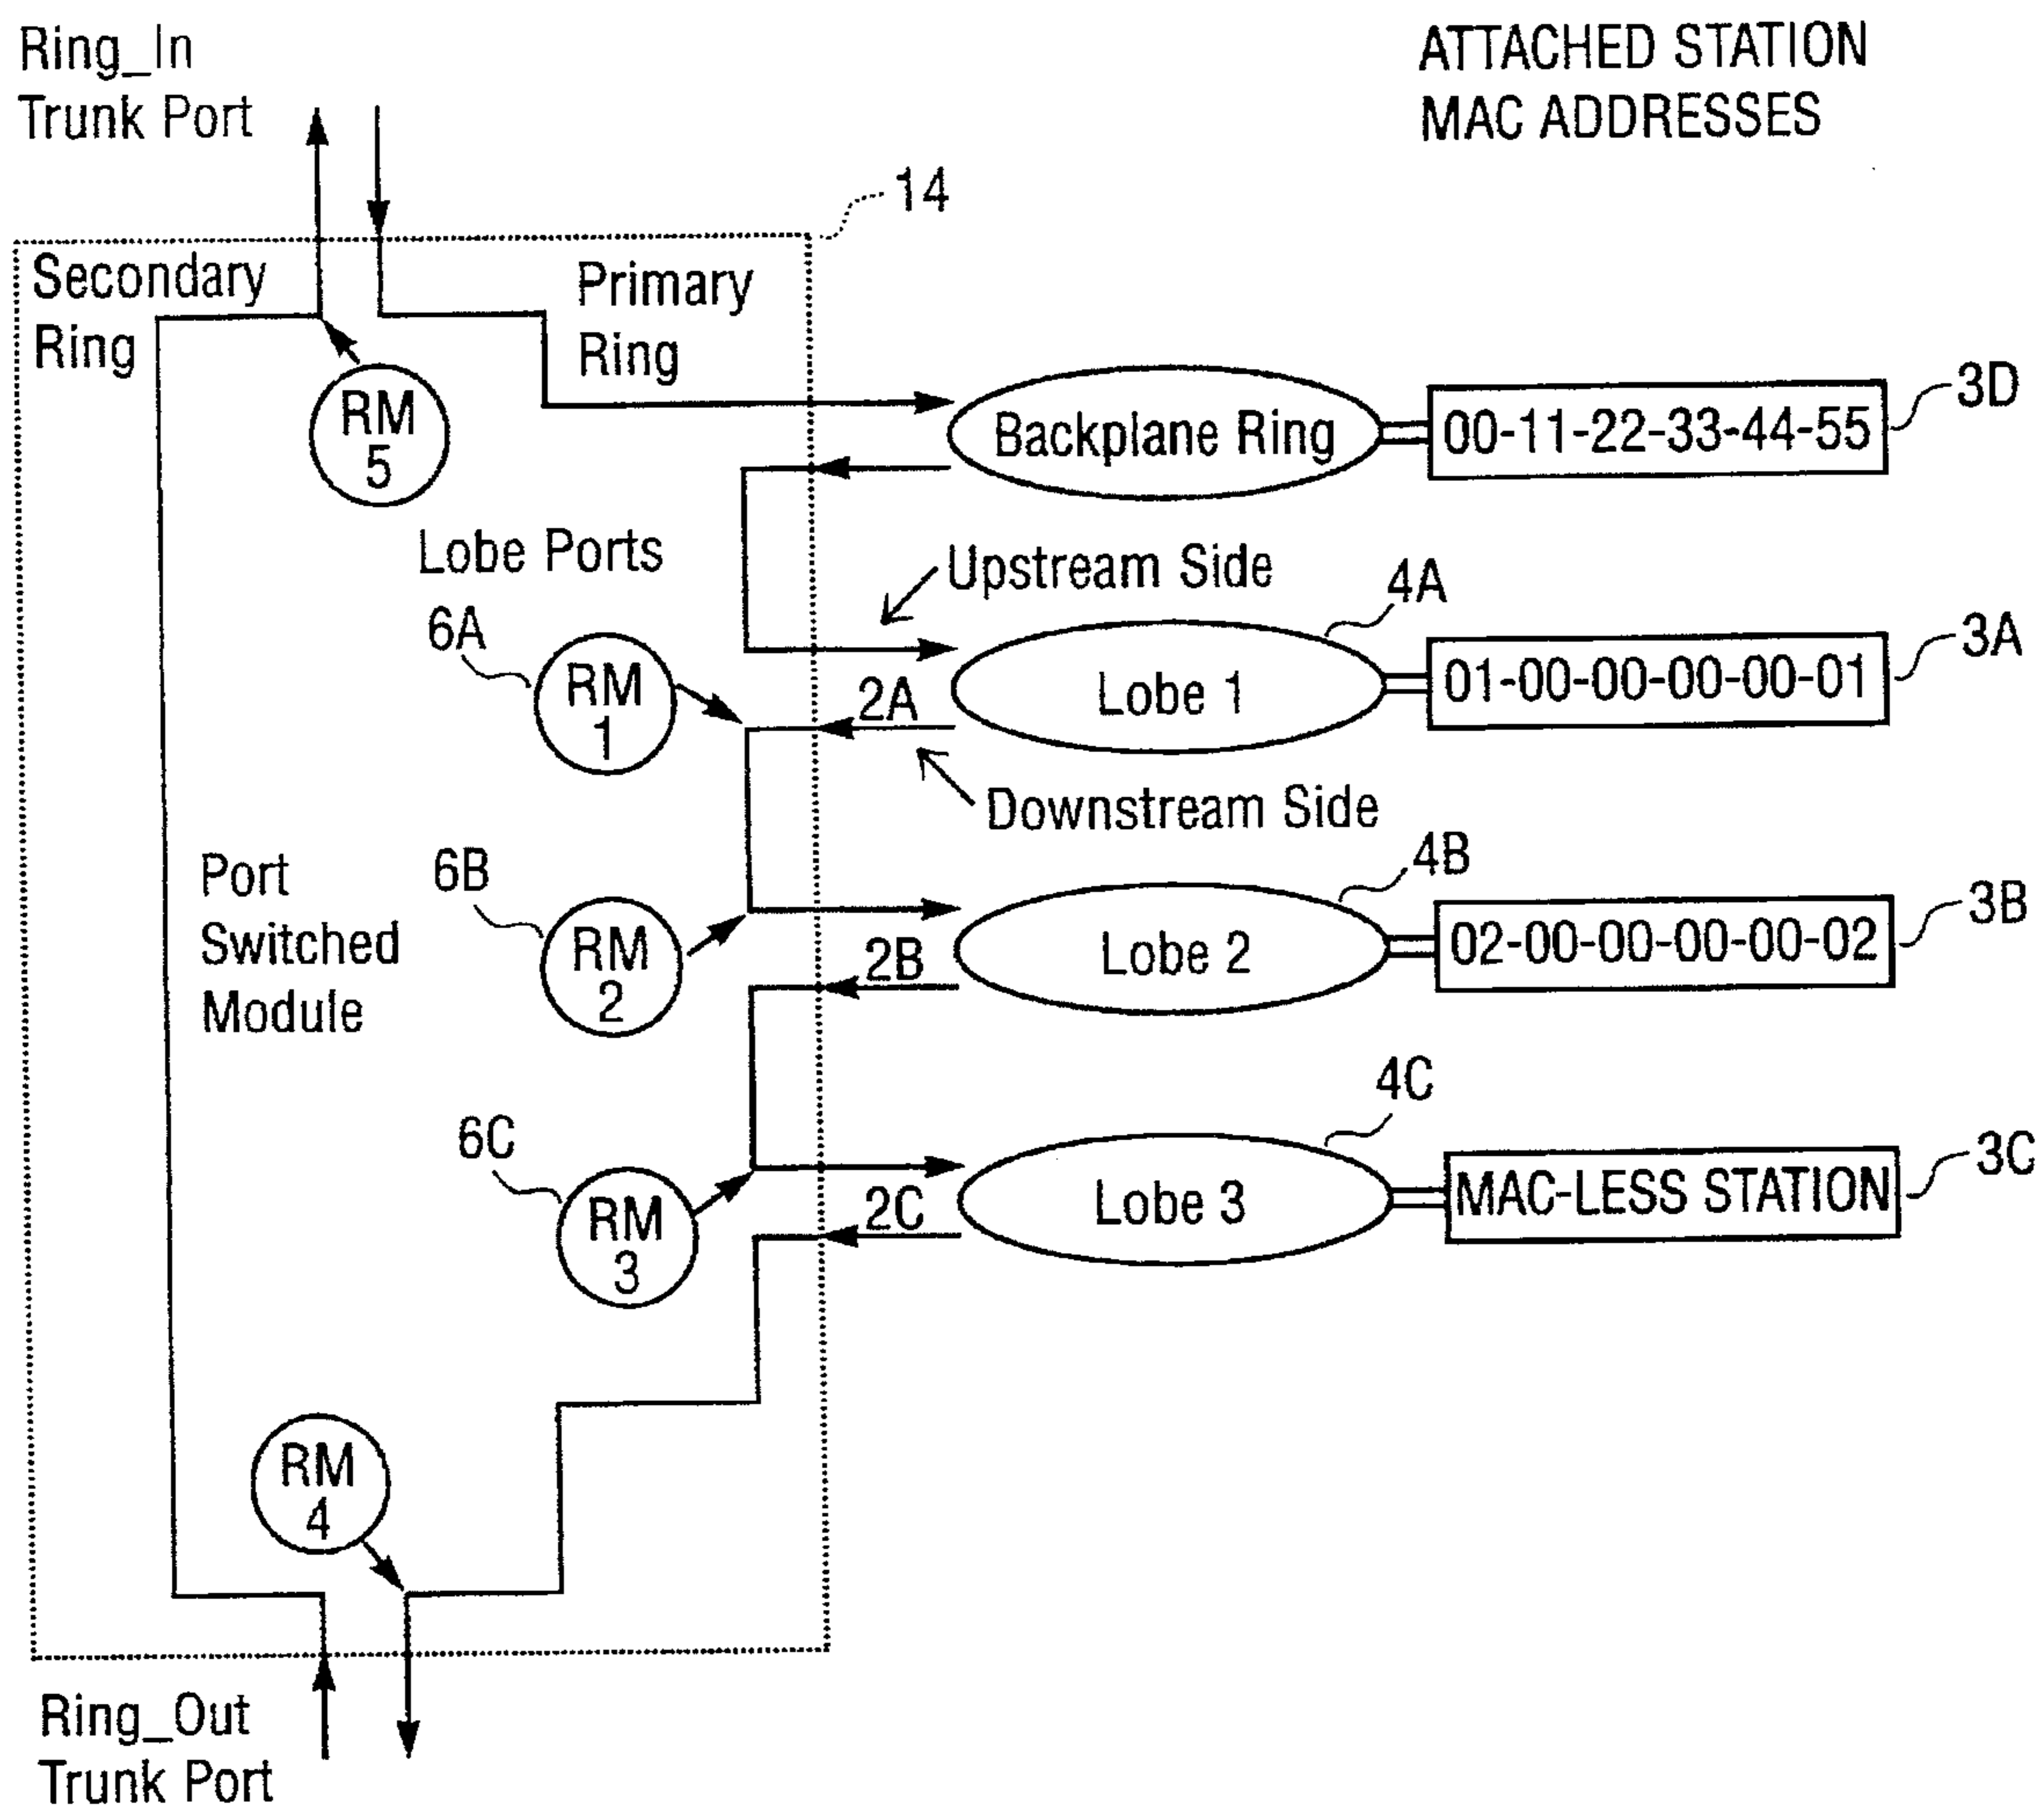 Ring_In
Trunk Port
ATTACHED STATION
MAC ADDRESSES
14
Secondary
Ring
Primary
Ring
RM
5
Backplane Ring
00-11-22-33-44-55
3D
Lobe Ports
Upstream Side
4A
6A
RM
1
2A
Lobe 1
01-00-00-00-00-01
3A
Downstream Side
Port
Switched
Module
6B
RM
2
2B
4B
Lobe 2
02-00-00-00-00-02
3B
6C
RM
3
2C
4C
Lobe 3
MAC-LESS STATION
3C
RM
4
Ring_Out
Trunk Port